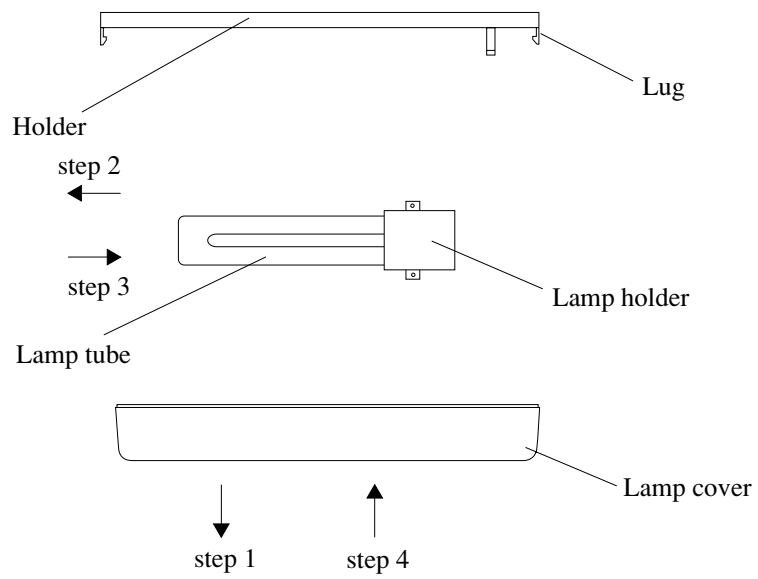 Lug
Holder
step 2
step 3
Lamp holder
Lamp tube
Lamp cover
step 1
step 4